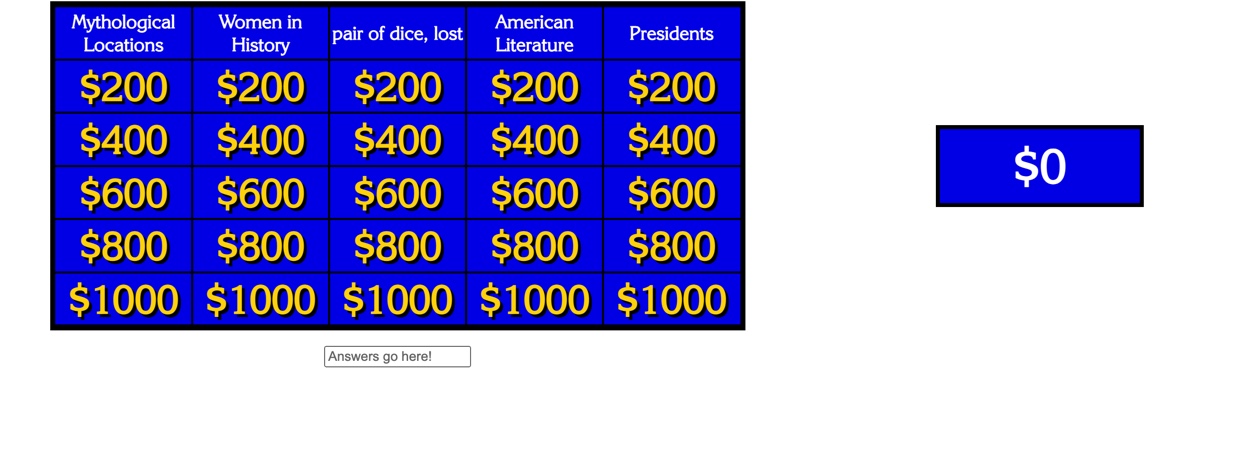 Mythological Locations
Women in History
pair of dice, lost
American Literature
Presidents
$200 $200 $200 $200 $200
$400 $400 $400 $400 $400
$600 $600 $600 $600 $600
$800 $800 $800 $800 $800
$1000 $1000 $1000 $1000 $1000
$0
Answers go here!